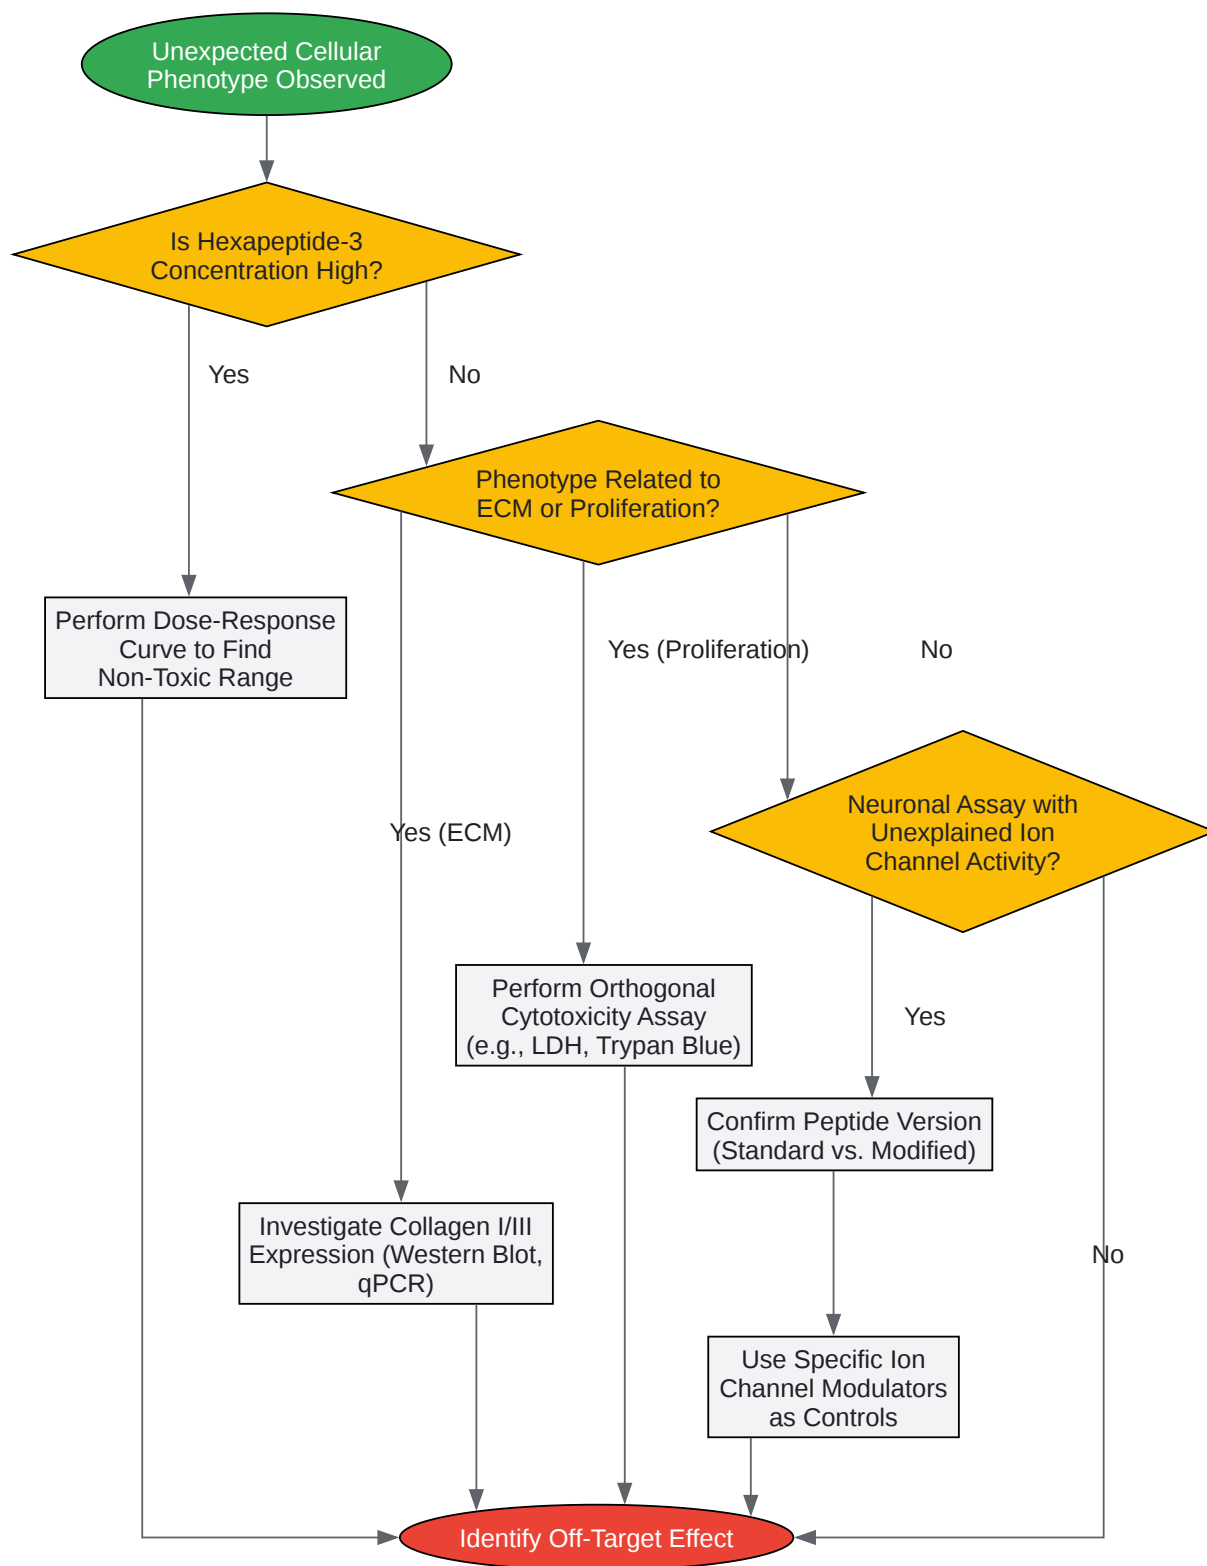 Unexpected Cellular
Phenotype Observed
Is Hexapeptide-3
Concentration High?
Yes
No
Phenotype Related to
ECM or Proliferation?
Perform Dose-Response
Curve to Find
Non-Toxic Range
Yes (Proliferation)
No
Yes (ECM)
Neuronal Assay with
Unexplained Ion
Channel Activity?
Perform Orthogonal
Cytotoxicity Assay
(e.g., LDH, Trypan Blue)
Yes
Confirm Peptide Version
(Standard vs. Modified)
Investigate Collagen I/III
Expression (Western Blot,
qPCR)
No
Use Specific Ion
Channel Modulators
as Controls
Identify Off-Target Effect